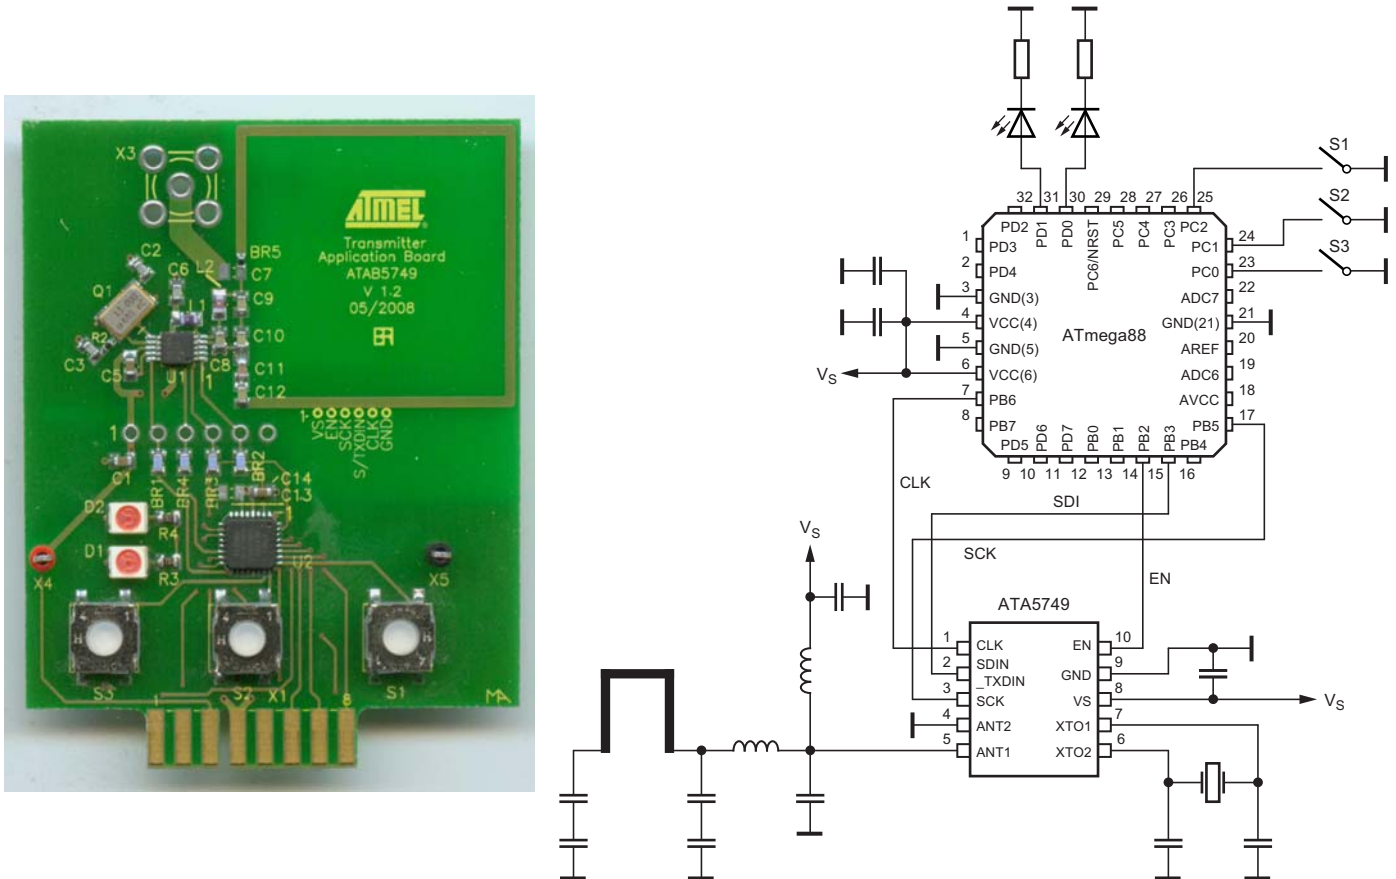 X3
ATMEL
Transmitter
Application Board
ATAB5749
V 1.2
05/2008
C2
C6
L2
BR5
C7
Q1
L1
C9
R2
C10
C3
C5
U1
1
C8
C11
C12
1
VS
EN
SCK
S/TXDIN
CLK
GND
1
C1
BR1
BR4
BR3
BR2
C14
C13
1
D2
R4
D1
R3
U2
X4
X5
S3
1
S2
X1
8
S1
MA
S1
S2
S3
32
31
30
29
28
27
26
25
PD2
PD1
PD0
PC6/NRST
PC5
PC4
PC3
PC2
1
PD3
2
PD4
3
GND(3)
4
VCC(4)
5
GND(5)
6
VCC(6)
7
PB6
8
PB7
ATmega88
24
PC1
23
PC0
22
ADC7
21
GND(21)
20
AREF
19
ADC6
18
AVCC
17
PB5
PD5
PD6
PD7
PB0
PB1
PB2
PB3
PB4
9
10
11
12
13
14
15
16
VS
CLK
SDI
SCK
EN
VS
ATA5749
1
CLK
2
SDIN
_TXDIN
3
SCK
4
ANT2
5
ANT1
EN
10
GND
9
VS
8
XTO1
7
XTO2
6
VS